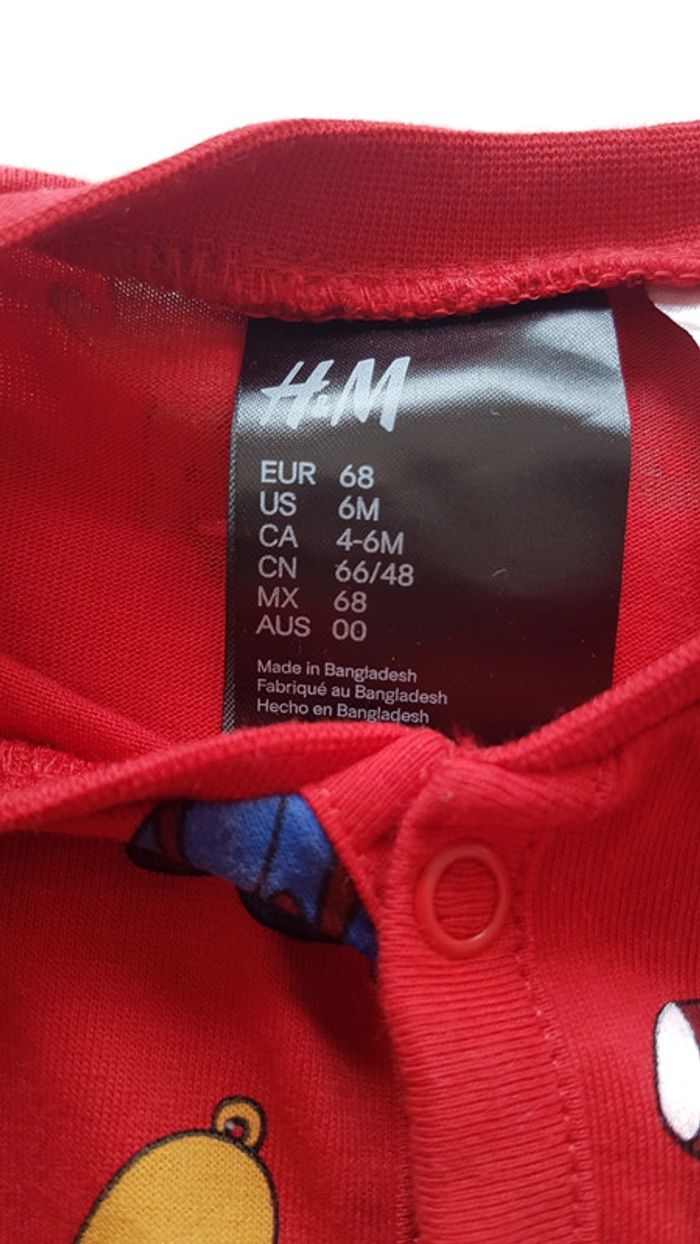 H&M
EUR 68
US 6M
CA 4-6M
CN 66/48
MX 68
AUS 00
Made in Bangladesh
Fabriqué au Bangladesh
Hecho en Bangladesh